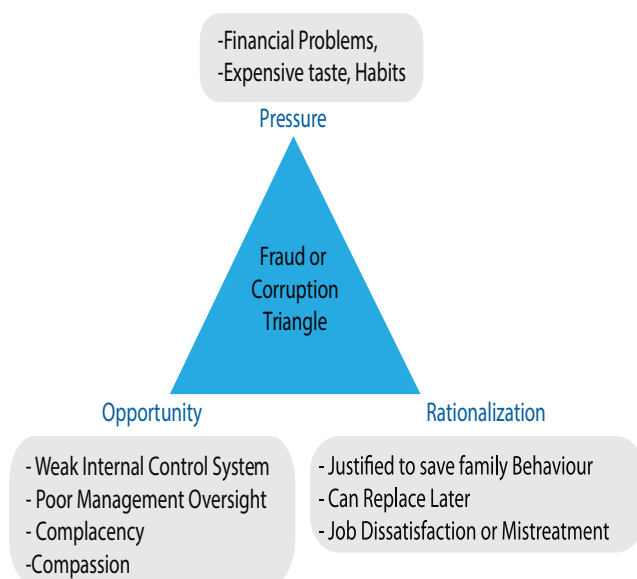 -Financial Problems,
-Expensive taste, Habits
Pressure
Fraud or
Corruption
Triangle
Opportunity
- Weak Internal Control System
- Poor Management Oversight
- Complacency
-Compassion
Rationalization
- Justified to save family Behaviour
- Can Replace Later
- Job Dissatisfaction or Mistreatment